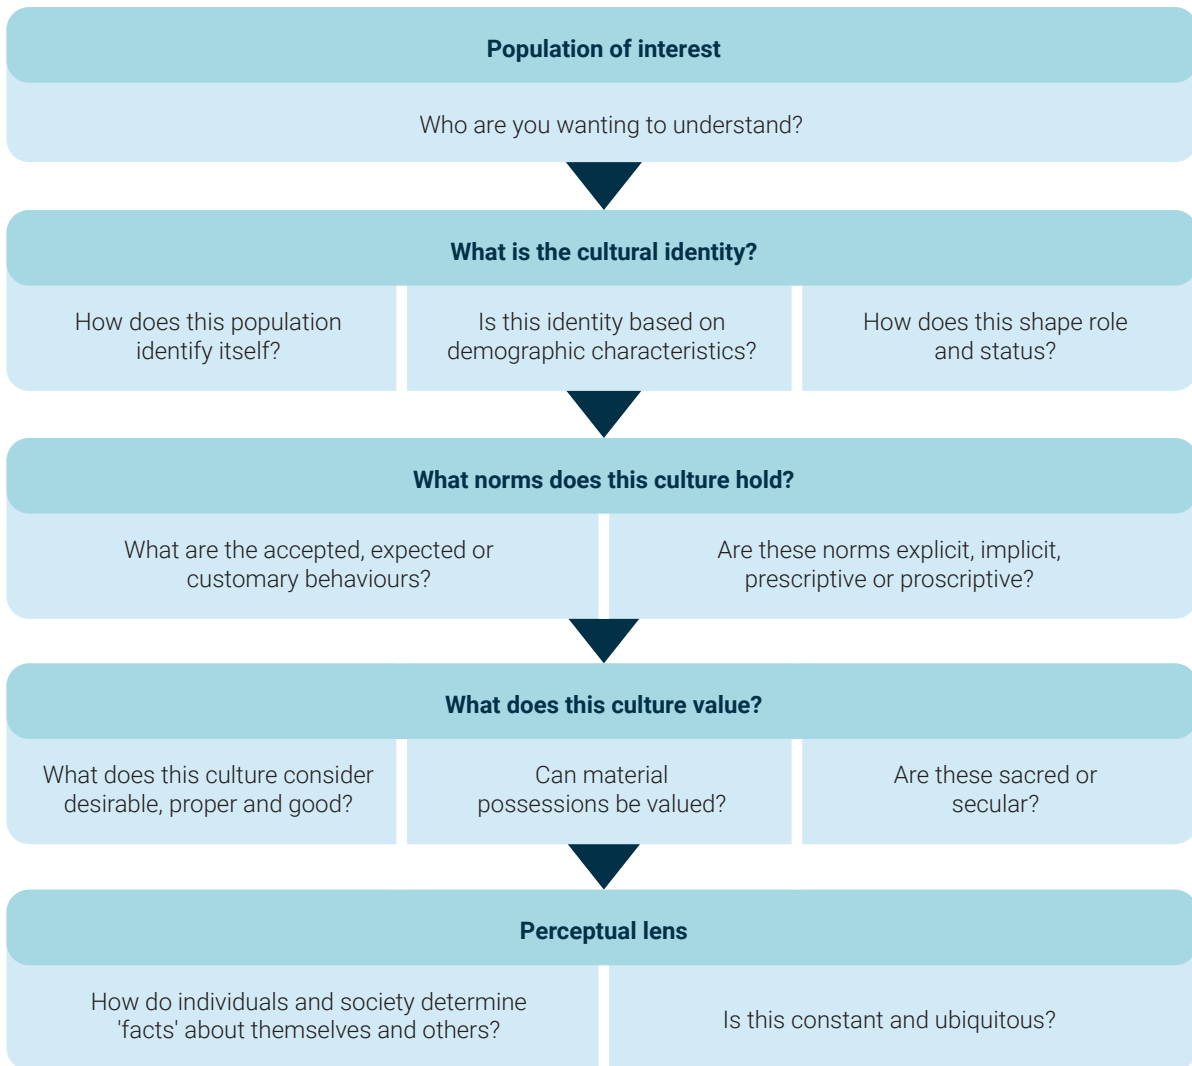 Population of interest
Who are you wanting to understand?
What is the cultural identity?
How does this population
identify itself?
Is this identity based on
demographic characteristics?
How does this shape role
and status?
What norms does this culture hold?
What are the accepted, expected or
customary behaviours?
Are these norms explicit, implicit,
prescriptive or proscriptive?
What does this culture value?
What does this culture consider
desirable, proper and good?
Can material
possessions be valued?
Are these sacred or
secular?
Perceptual lens
How do individuals and society determine
'facts' about themselves and others?
Is this constant and ubiquitous?